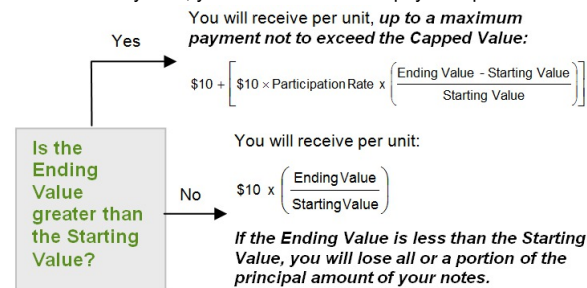 You will receive per unit, up to a maximum
payment not to exceed the Capped Value:
Yes
$10 + [ $10 × Participation Rate x ( Ending Value - Starting Value
Starting Value ) ]
Is the
Ending
Value
greater than
the Starting
Value?
No
You will receive per unit:
$10 x ( Ending Value
Starting Value )
If the Ending Value is less than the Starting
Value, you will lose all or a portion of the
principal amount of your notes.